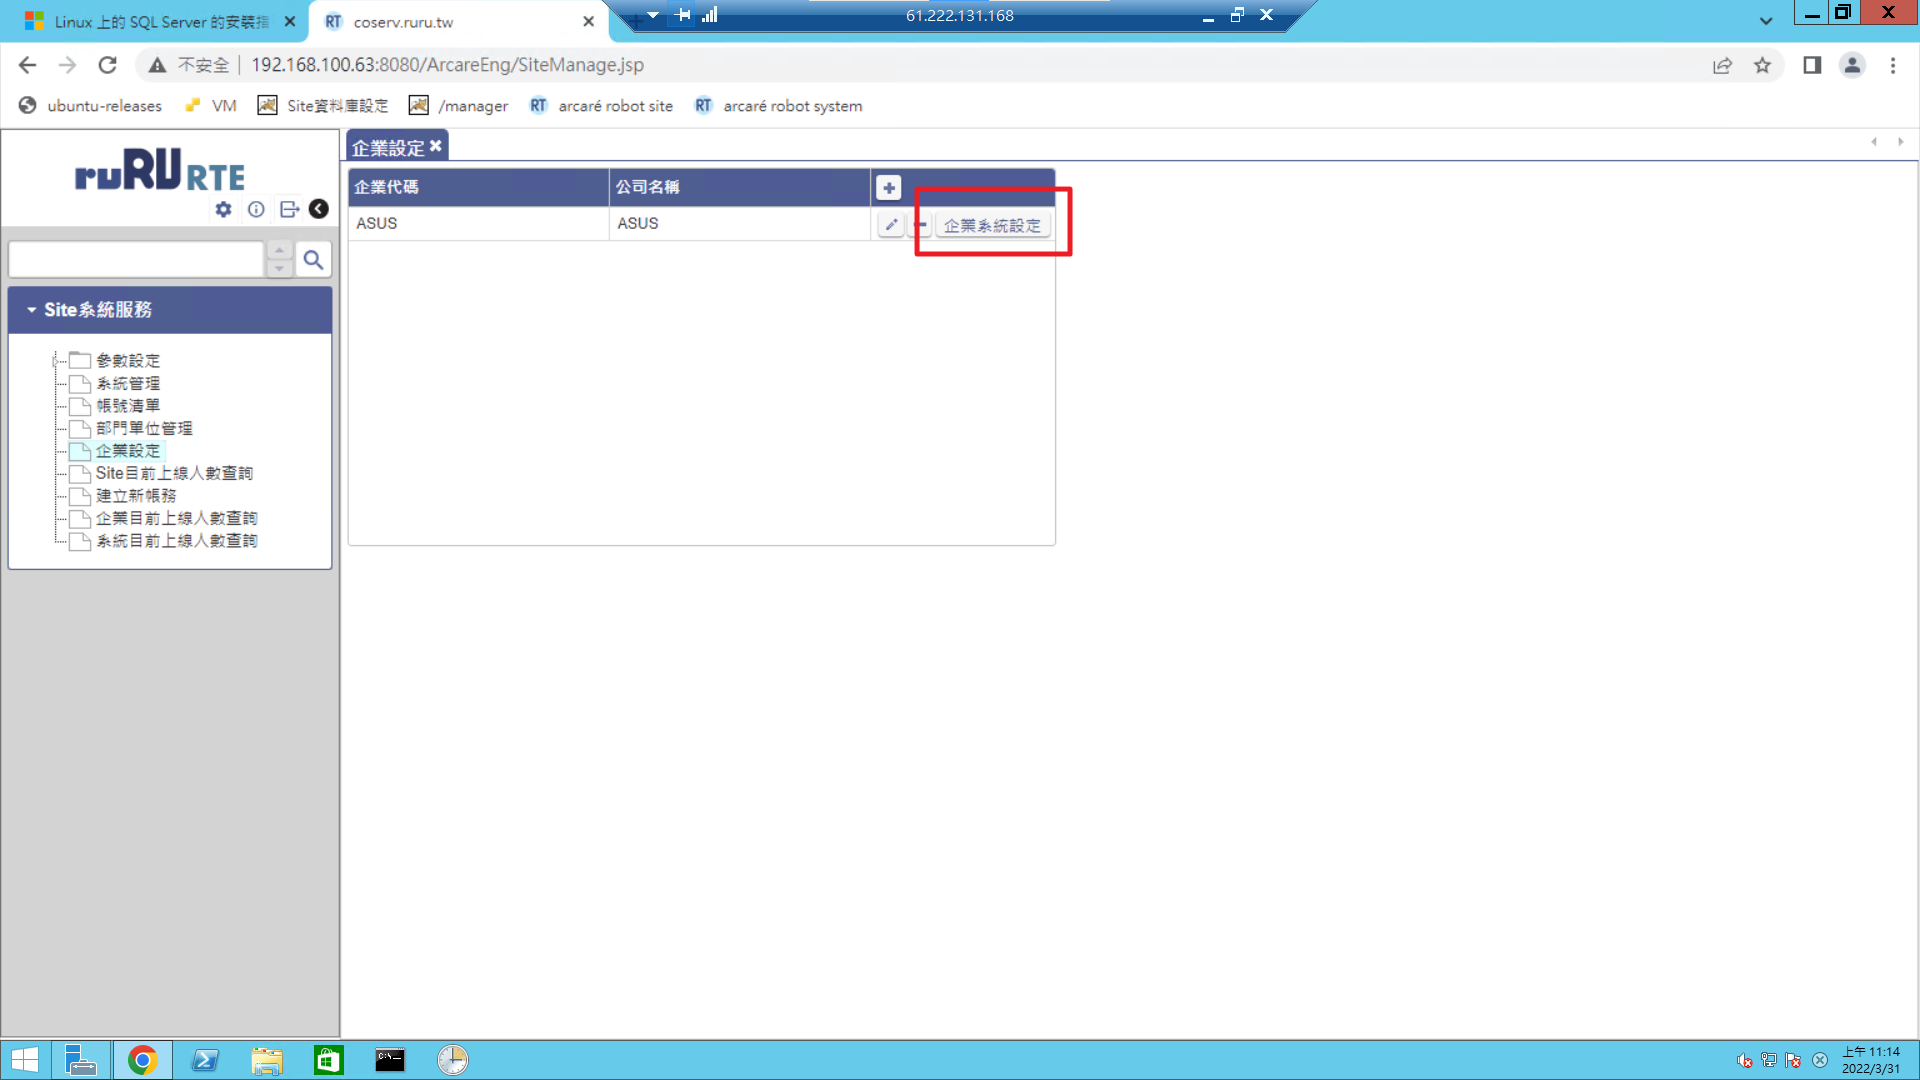 Linux 上的 SQL Server 的安裝指
RT coserv.ruru.tw
61.222.131.168
不安全
192.168.100.63:8080/ArcareEng/SiteManage.jsp
ubuntu-releases
VM
Site資料庫設定
/manager
RT arcaré robot site
RT arcaré robot system
ruRU RTE
企業設定
企業代碼 公司名稱
ASUS ASUS 企業系統設定
Site系統服務
參數設定
系統管理
帳號清單
部門單位管理
企業設定
Site目前上線人數查詢
建立新帳務
企業目前上線人數查詢
系統目前上線人數查詢
上午 11:14
2022/3/31